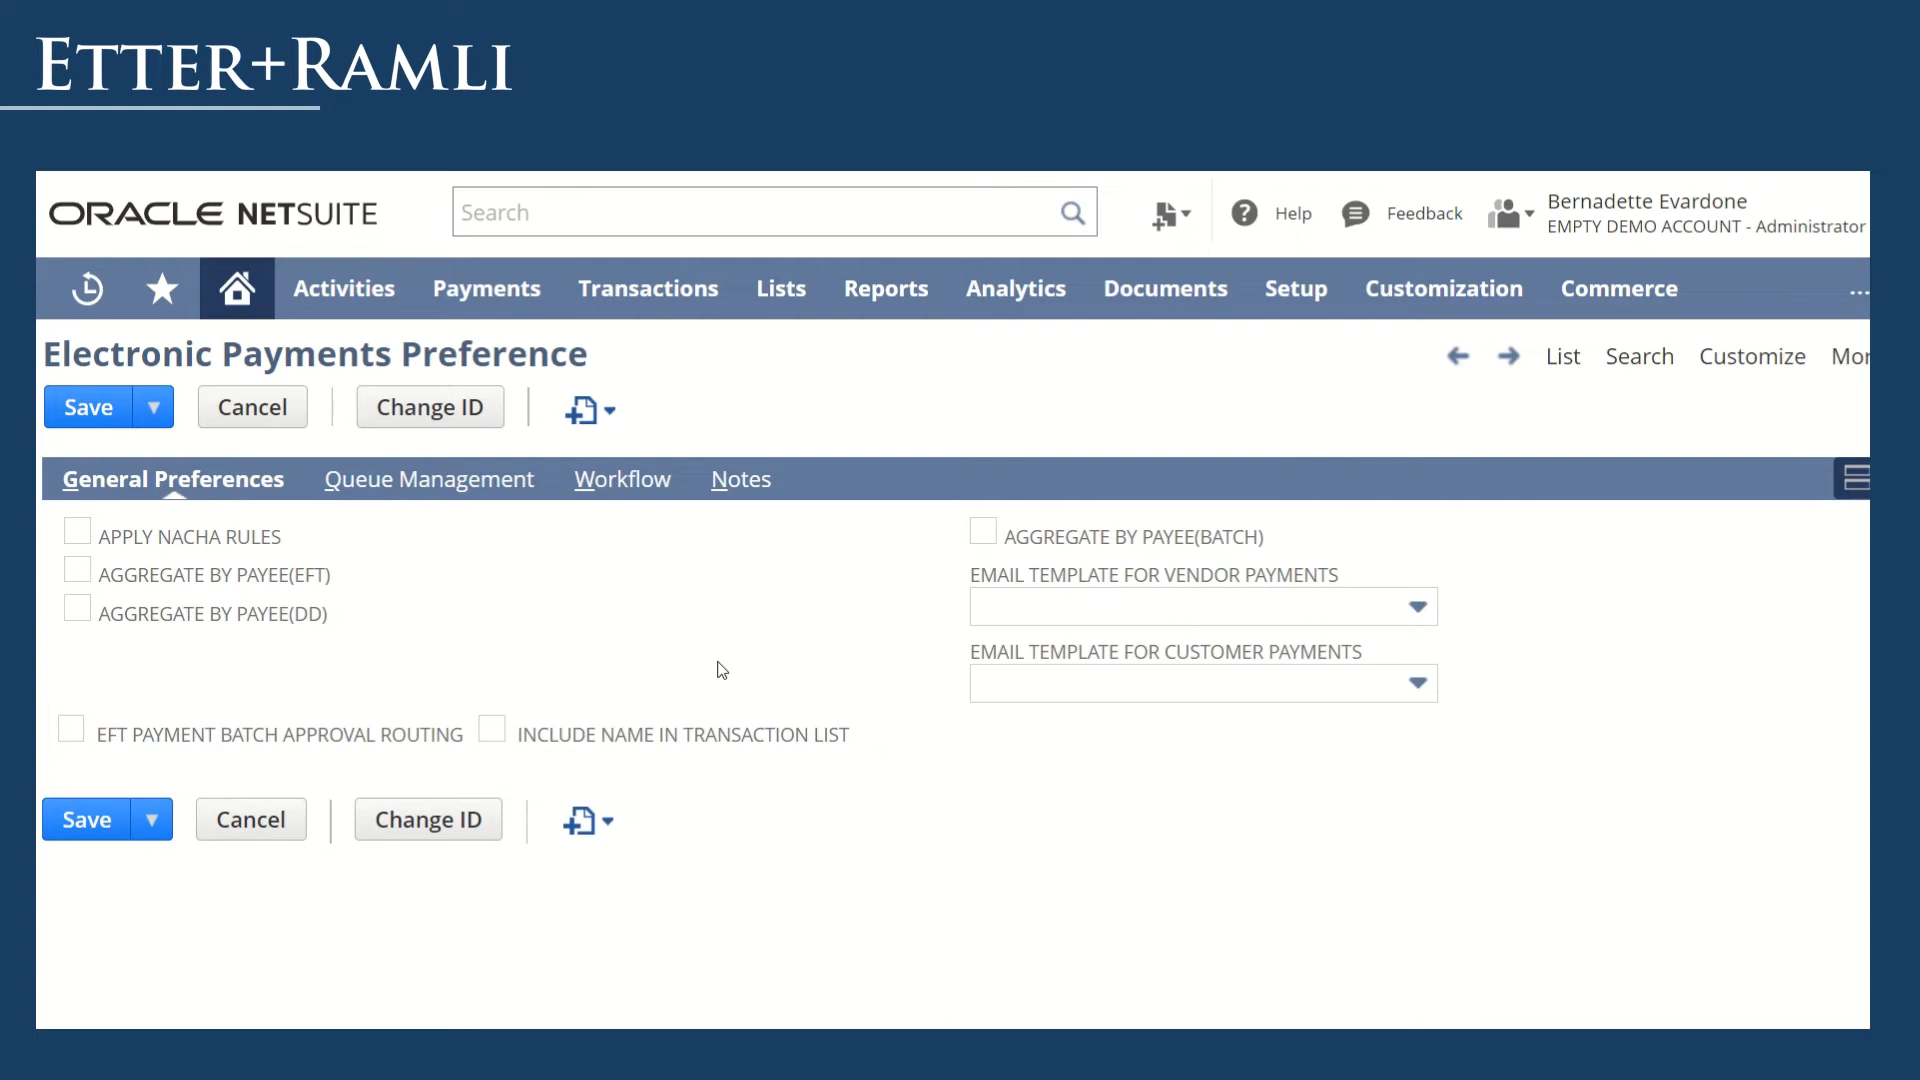 ETTER+RAMLI
ORACLE NETSUITE
Search
Help
Feedback
Bernadette Evardone
EMPTY DEMO ACCOUNT - Administrator
Activities Payments Transactions Lists Reports Analytics Documents Setup Customization Commerce ...
Electronic Payments Preference
List Search Customize Mor
Save Cancel Change ID
General Preferences Queue Management Workflow Notes
APPLY NACHA RULES
AGGREGATE BY PAYEE(EFT)
AGGREGATE BY PAYEE(DD)
AGGREGATE BY PAYEE(BATCH)
EMAIL TEMPLATE FOR VENDOR PAYMENTS
EMAIL TEMPLATE FOR CUSTOMER PAYMENTS
EFT PAYMENT BATCH APPROVAL ROUTING INCLUDE NAME IN TRANSACTION LIST
Save Cancel Change ID